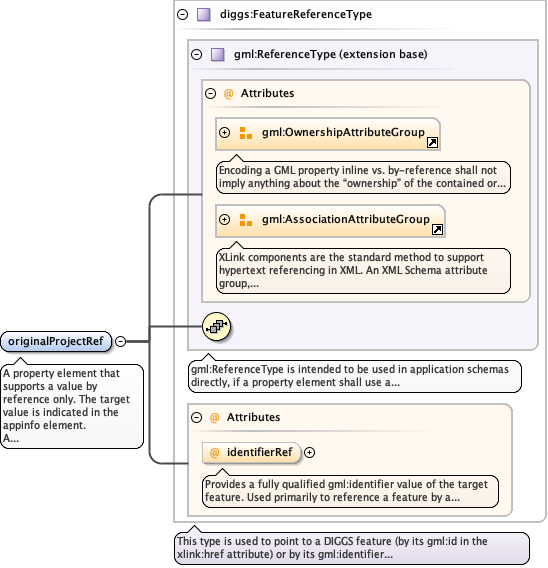 diggs:FeatureReferenceType
gml:ReferenceType (extension base)
@ Attributes
gml:OwnershipAttributeGroup
Encoding a GML property inline vs. by-reference shall not
imply anything about the “ownership” of the contained or...
gml:AssociationAttributeGroup
XLink components are the standard method to support
hypertext referencing in XML. An XML Schema attribute
group,...
originalProjectRef
A property element that
supports a value by
reference only. The target
value is indicated in the
appinfo element.
A...
gml:ReferenceType is intended to be used in application schemas
directly, if a property element shall use a...
@ Attributes
@ identifierRef
Provides a fully qualified gml:identifier value of the target
feature. Used primarily to reference a feature by a...
This type is used to point to a DIGGS feature (by its gml:id in the
xlink:href attribute) or by its gml:identifier...